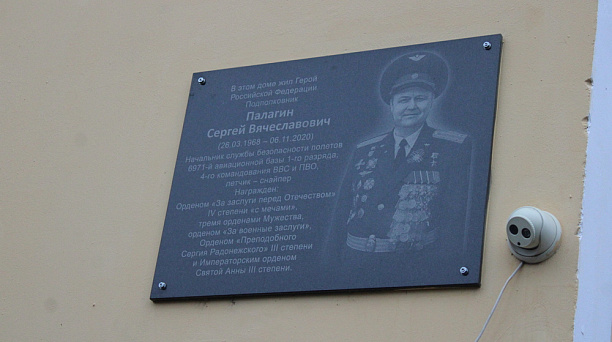 В этом доме жил Герой
Российской Федерации
Подполковник
Палагин
Сергей Вячеславович
(28.03.1968 – 06.11.2020)
Начальник службы безопасности полетов
6971-й авиационной базы 1-го разряда,
4-го командования ВВС и ПВО,
летчик – снайпер
Награжден:
Орденом «За заслуги перед Отечеством»
IV степени «с мечами»,
тремя орденами Мужества,
орденом «За военные заслуги»,
Орденом «Преподобного
Сергия Радонежского» III степени
и Императорским орденом
Святой Анны III степени.